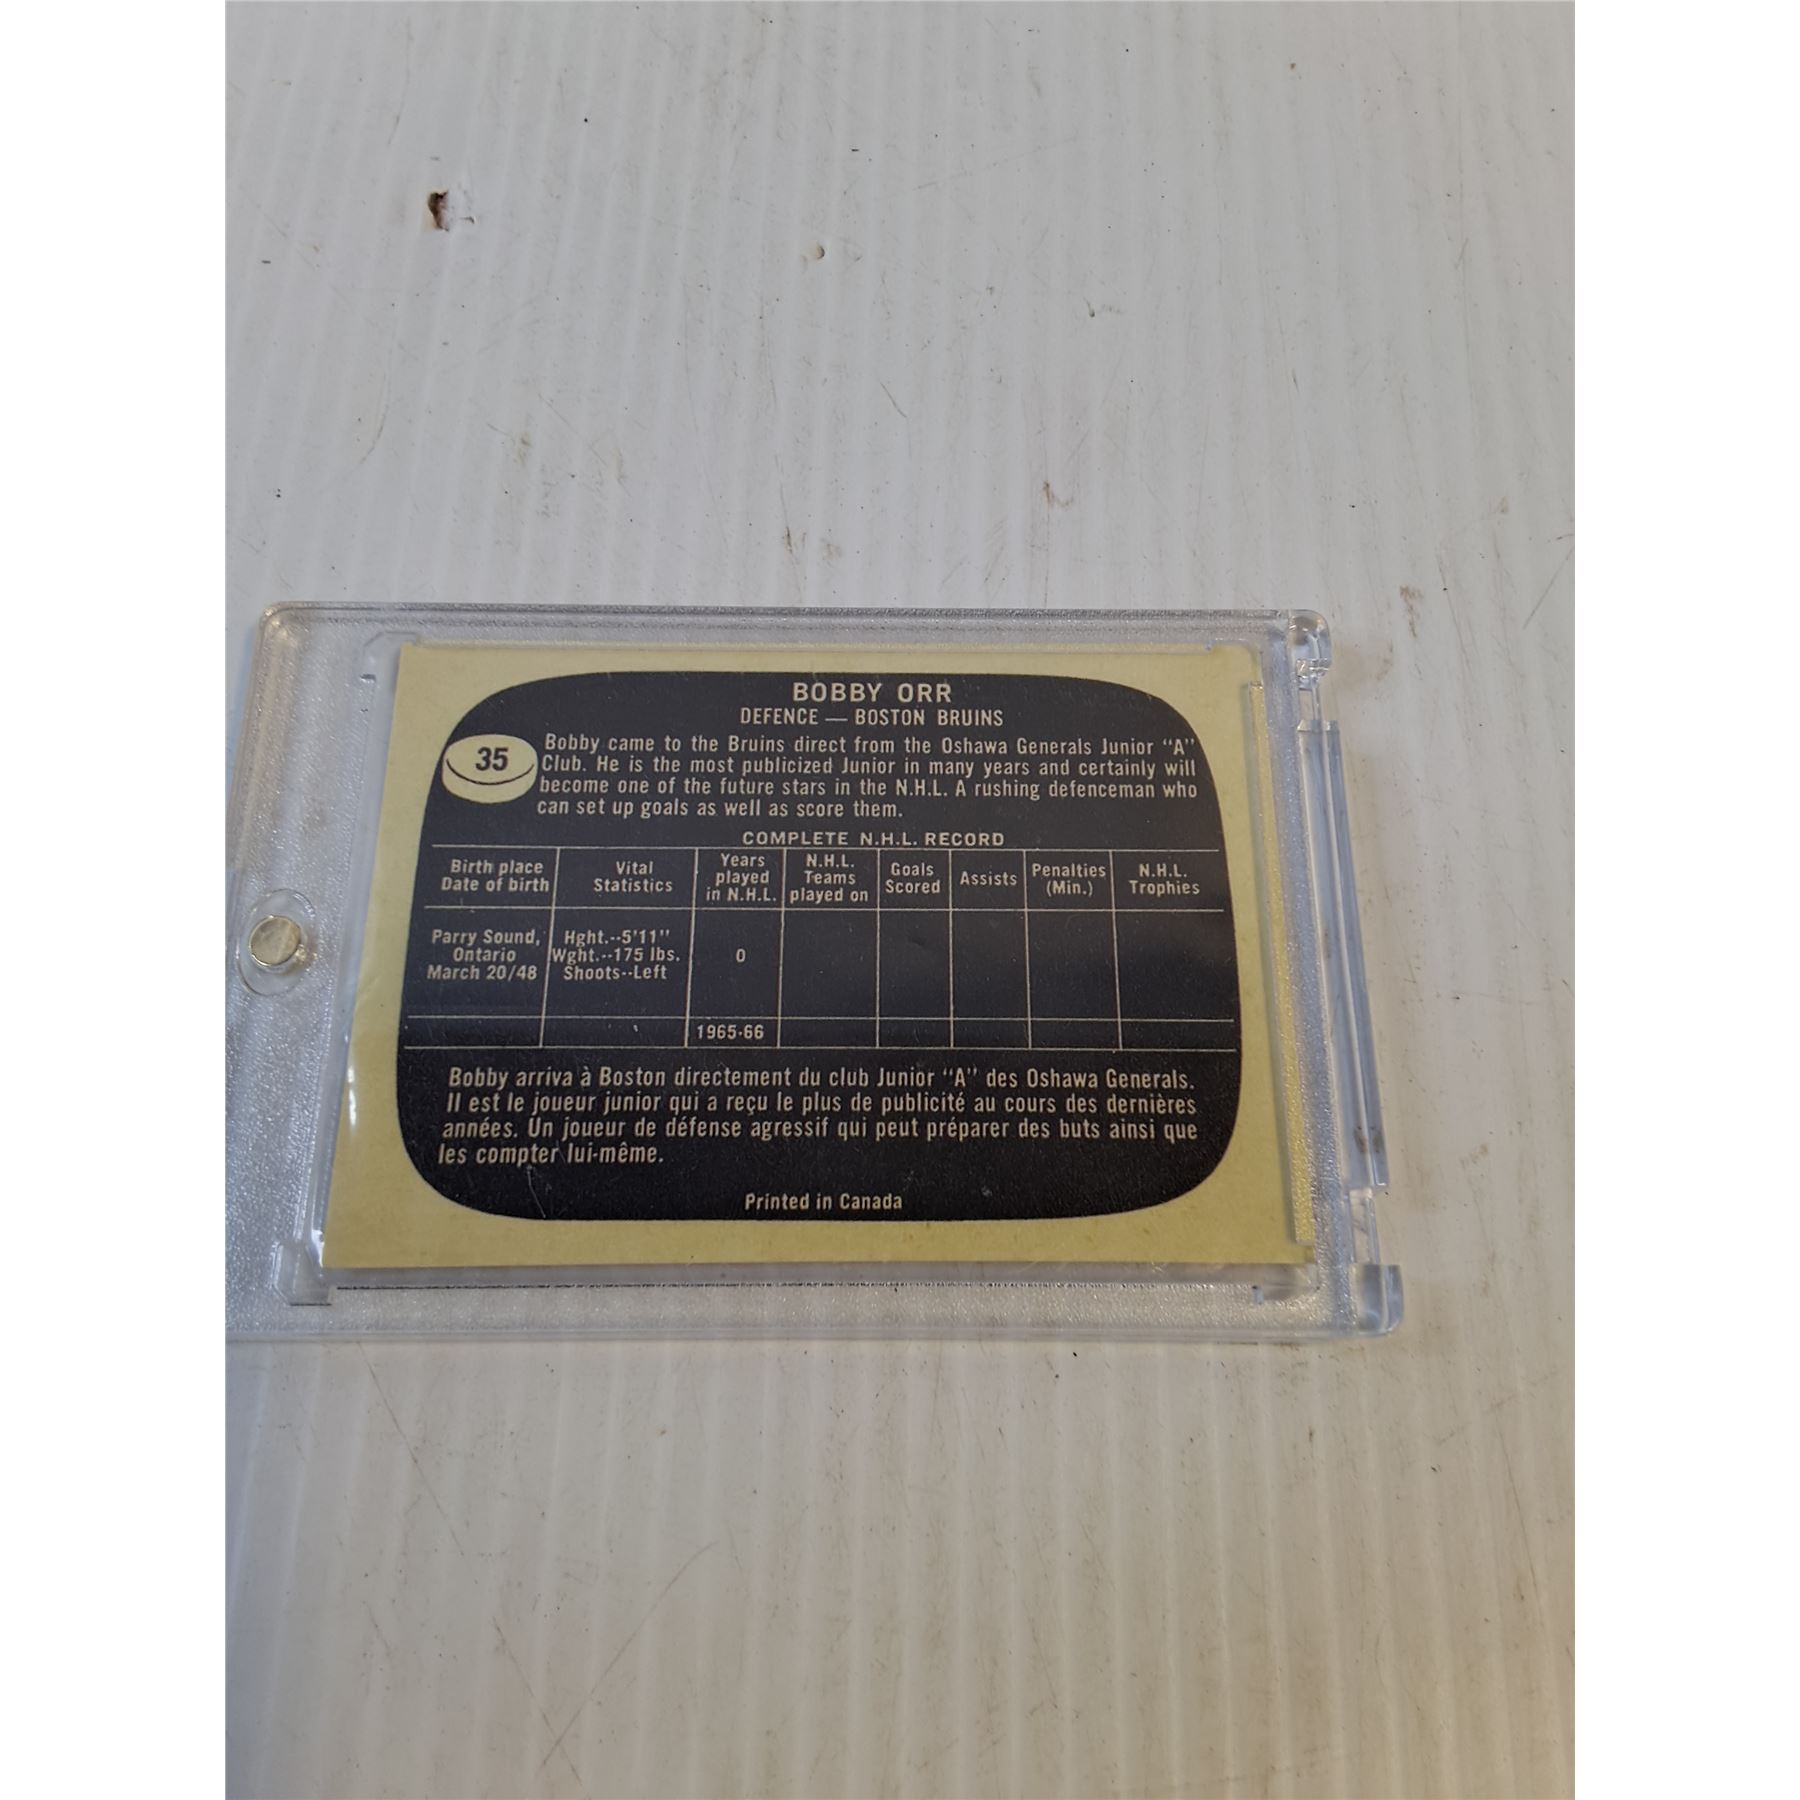 BOBBY ORR
DEFENCE — BOSTON BRUINS
35
Bobby came to the Bruins direct from the Oshawa Generals Junior "A"
Club. He is the most publicized Junior in many years and certainly will
become one of the future stars in the N.H.L. A rushing defenceman who
can set up goals as well as score them.
COMPLETE N.H.L. RECORD
Birth place
Date of birth
Vital
Statistics
Years
played
in N.H.L.
N.H.L.
Teams
played on
Goals
Scored
Assists
Penalties
(Min.)
N.H.L.
Trophies
Parry Sound,
Ontario
March 20/48
Hght.--5'11"
Wght.--175 lbs.
Shoots--Left
0
1965-66
Bobby arriva à Boston directement du club Junior "A" des Oshawa Generals.
Il est le joueur junior qui a reçu le plus de publicité au cours des dernières
années. Un joueur de défense agressif qui peut préparer des buts ainsi que
les compter lui-même.
Printed in Canada